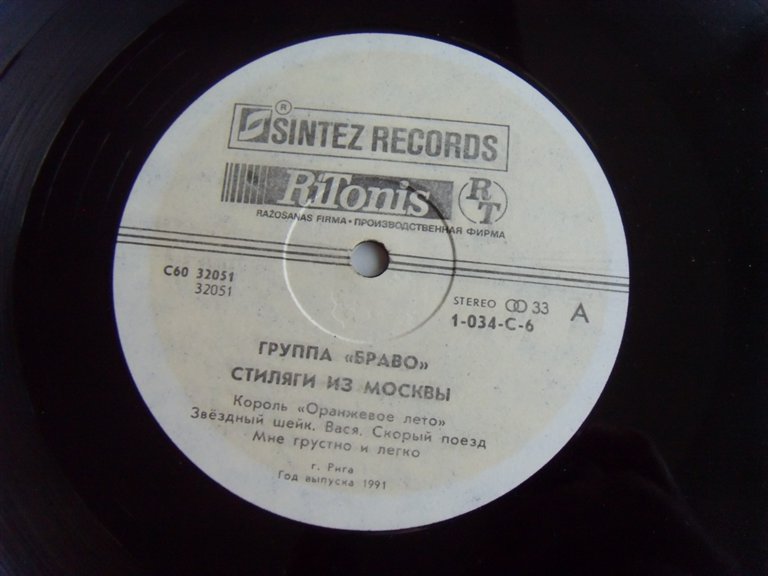 ®
SINTEZ RECORDS
RiTonis RT
RAŽOŠANAS FIRMA • ПРОИЗВОДСТВЕННАЯ ФИРМА
С60 32051
32051
STEREO 33 A
1-034-C-6
ГРУППА «БРАВО»
СТИЛЯГИ ИЗ МОСКВЫ
Король «Оранжевое лето»
Звёздный шейк. Вася. Скорый поезд
Мне грустно и легко
г. Рига
Год выпуска 1991